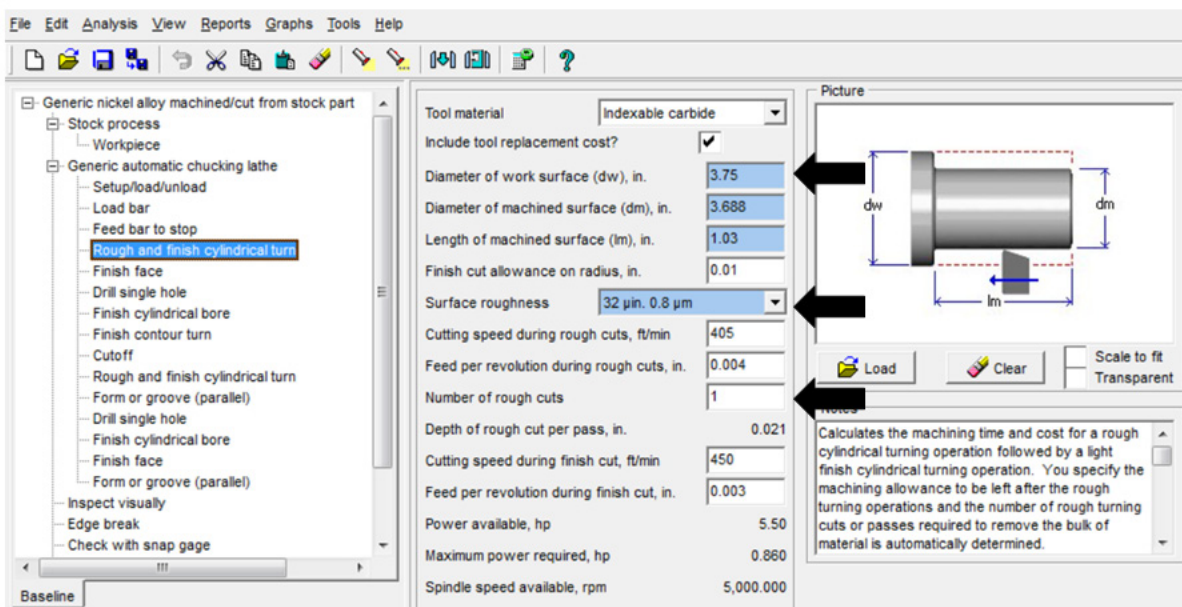 File Edit Analysis View Reports Graphs Tools Help
Generic nickel alloy machined/cut from stock part
Stock process
Workpiece
Generic automatic chucking lathe
Setup/load/unload
Load bar
Feed bar to stop
Rough and finish cylindrical turn
Finish face
Drill single hole
Finish cylindrical bore
Finish contour turn
Cutoff
Rough and finish cylindrical turn
Form or groove (parallel)
Drill single hole
Finish cylindrical bore
Finish face
Form or groove (parallel)
Inspect visually
Edge break
Check with snap gage
Baseline
Tool material Indexable carbide
Include tool replacement cost?
Diameter of work surface (dw), in. 3.75
Diameter of machined surface (dm), in. 3.688
Length of machined surface (lm), in. 1.03
Finish cut allowance on radius, in. 0.01
Surface roughness 32 µin. 0.8 µm
Cutting speed during rough cuts, ft/min 405
Feed per revolution during rough cuts, in. 0.004
Number of rough cuts 1
Depth of rough cut per pass, in. 0.021
Cutting speed during finish cut, ft/min 450
Feed per revolution during finish cut, in. 0.003
Power available, hp 5.50
Maximum power required, hp 0.860
Spindle speed available, rpm 5,000.000
Picture
dw
dm
lm
Load
Clear
Scale to fit
Transparent
Notes
Calculates the machining time and cost for a rough
cylindrical turning operation followed by a light
finish cylindrical turning operation. You specify the
machining allowance to be left after the rough
turning operations and the number of rough turning
cuts or passes required to remove the bulk of
material is automatically determined.